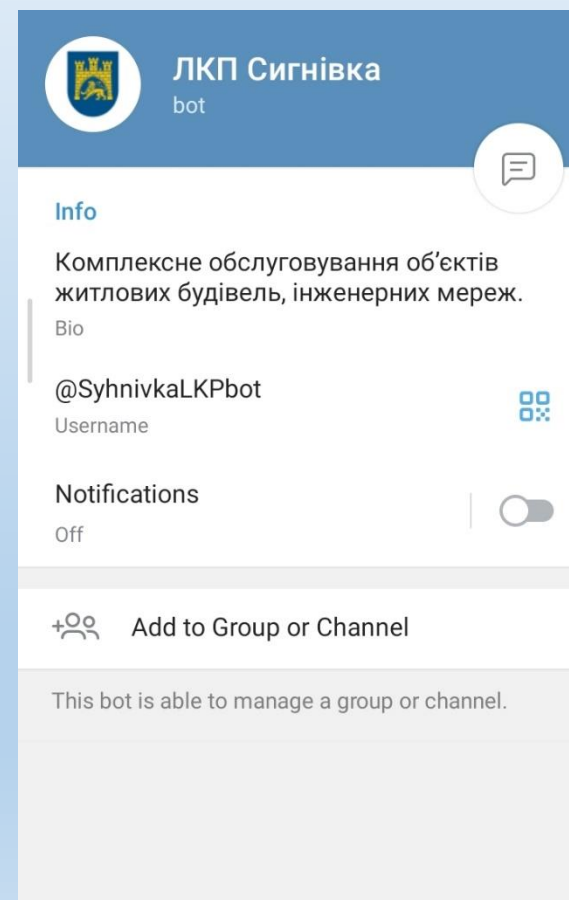 ЛКП Сигнівка
bot
Info
Комплексне обслуговування об’єктів
житлових будівель, інженерних мереж.
Bio
@SyhnivkaLKPbot
Username
Notifications
Off
Add to Group or Channel
This bot is able to manage a group or channel.